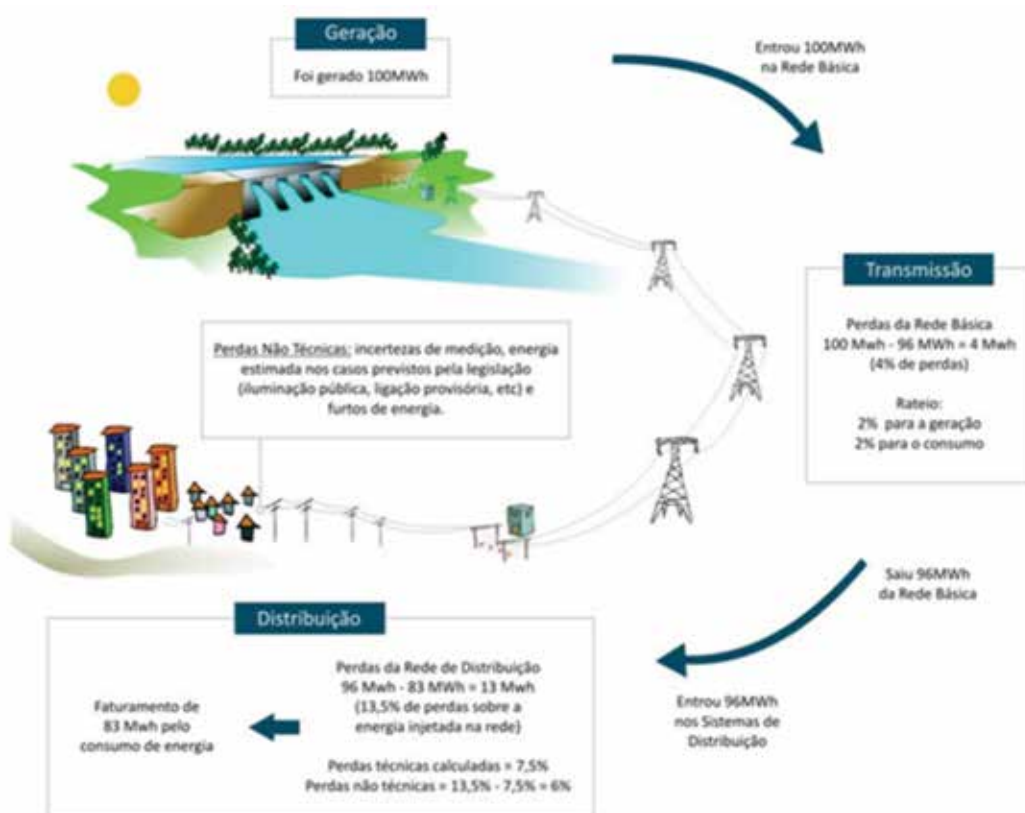 Geração
Foi gerado 100MWh
Entrou 100MWh
na Rede Básica
Transmissão
Perdas da Rede Básica
100 Mwh - 96 MWh = 4 Mwh
(4% de perdas)
Rateio:
2% para a geração
2% para o consumo
Perdas Não Técnicas: incertezas de medição, energia
estimada nos casos previstos pela legislação
(iluminação pública, ligação provisória, etc) e
furtos de energia.
Saiu 96MWh
da Rede Básica
Entrou 96MWh
nos Sistemas de
Distribuição
Distribuição
Perdas da Rede de Distribuição
96 Mwh - 83 MWh = 13 Mwh
(13,5% de perdas sobre a
energia injetada na rede)
Perdas técnicas calculadas = 7,5%
Perdas não técnicas = 13,5% - 7,5% = 6%
Faturamento de
83 Mwh pelo
consumo de energia